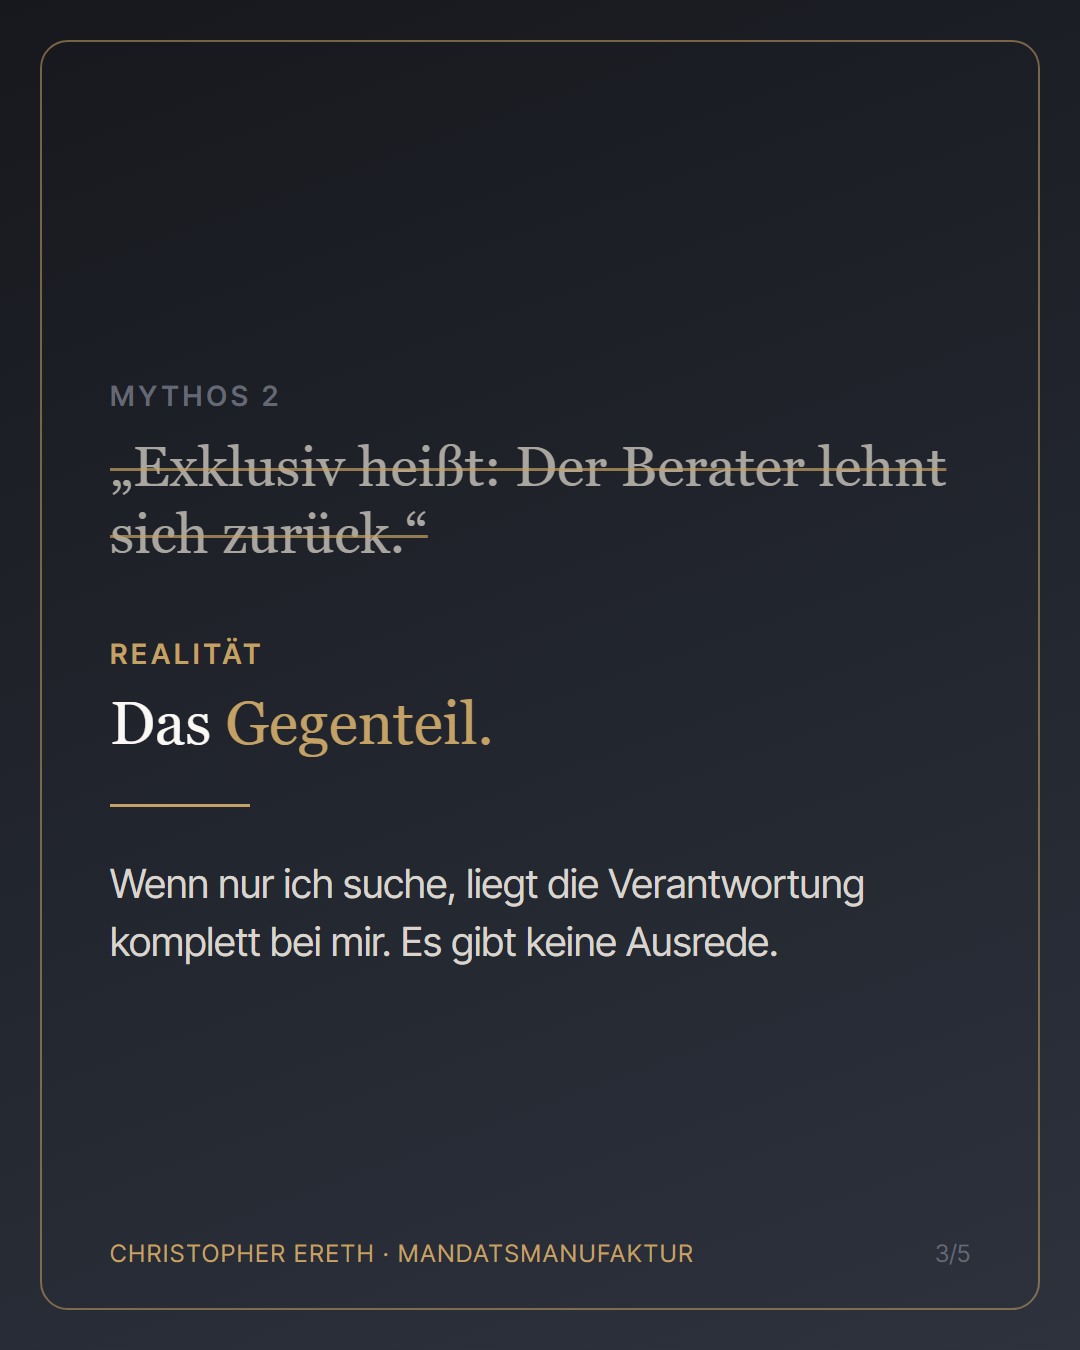 MYTHOS 2
„Exklusiv heißt: Der Berater lehnt
sich zurück.“
REALITÄT
Das Gegenteil.
Wenn nur ich suche, liegt die Verantwortung
komplett bei mir. Es gibt keine Ausrede.
CHRISTOPHER ERETH · MANDATSMANUFAKTUR
3/5